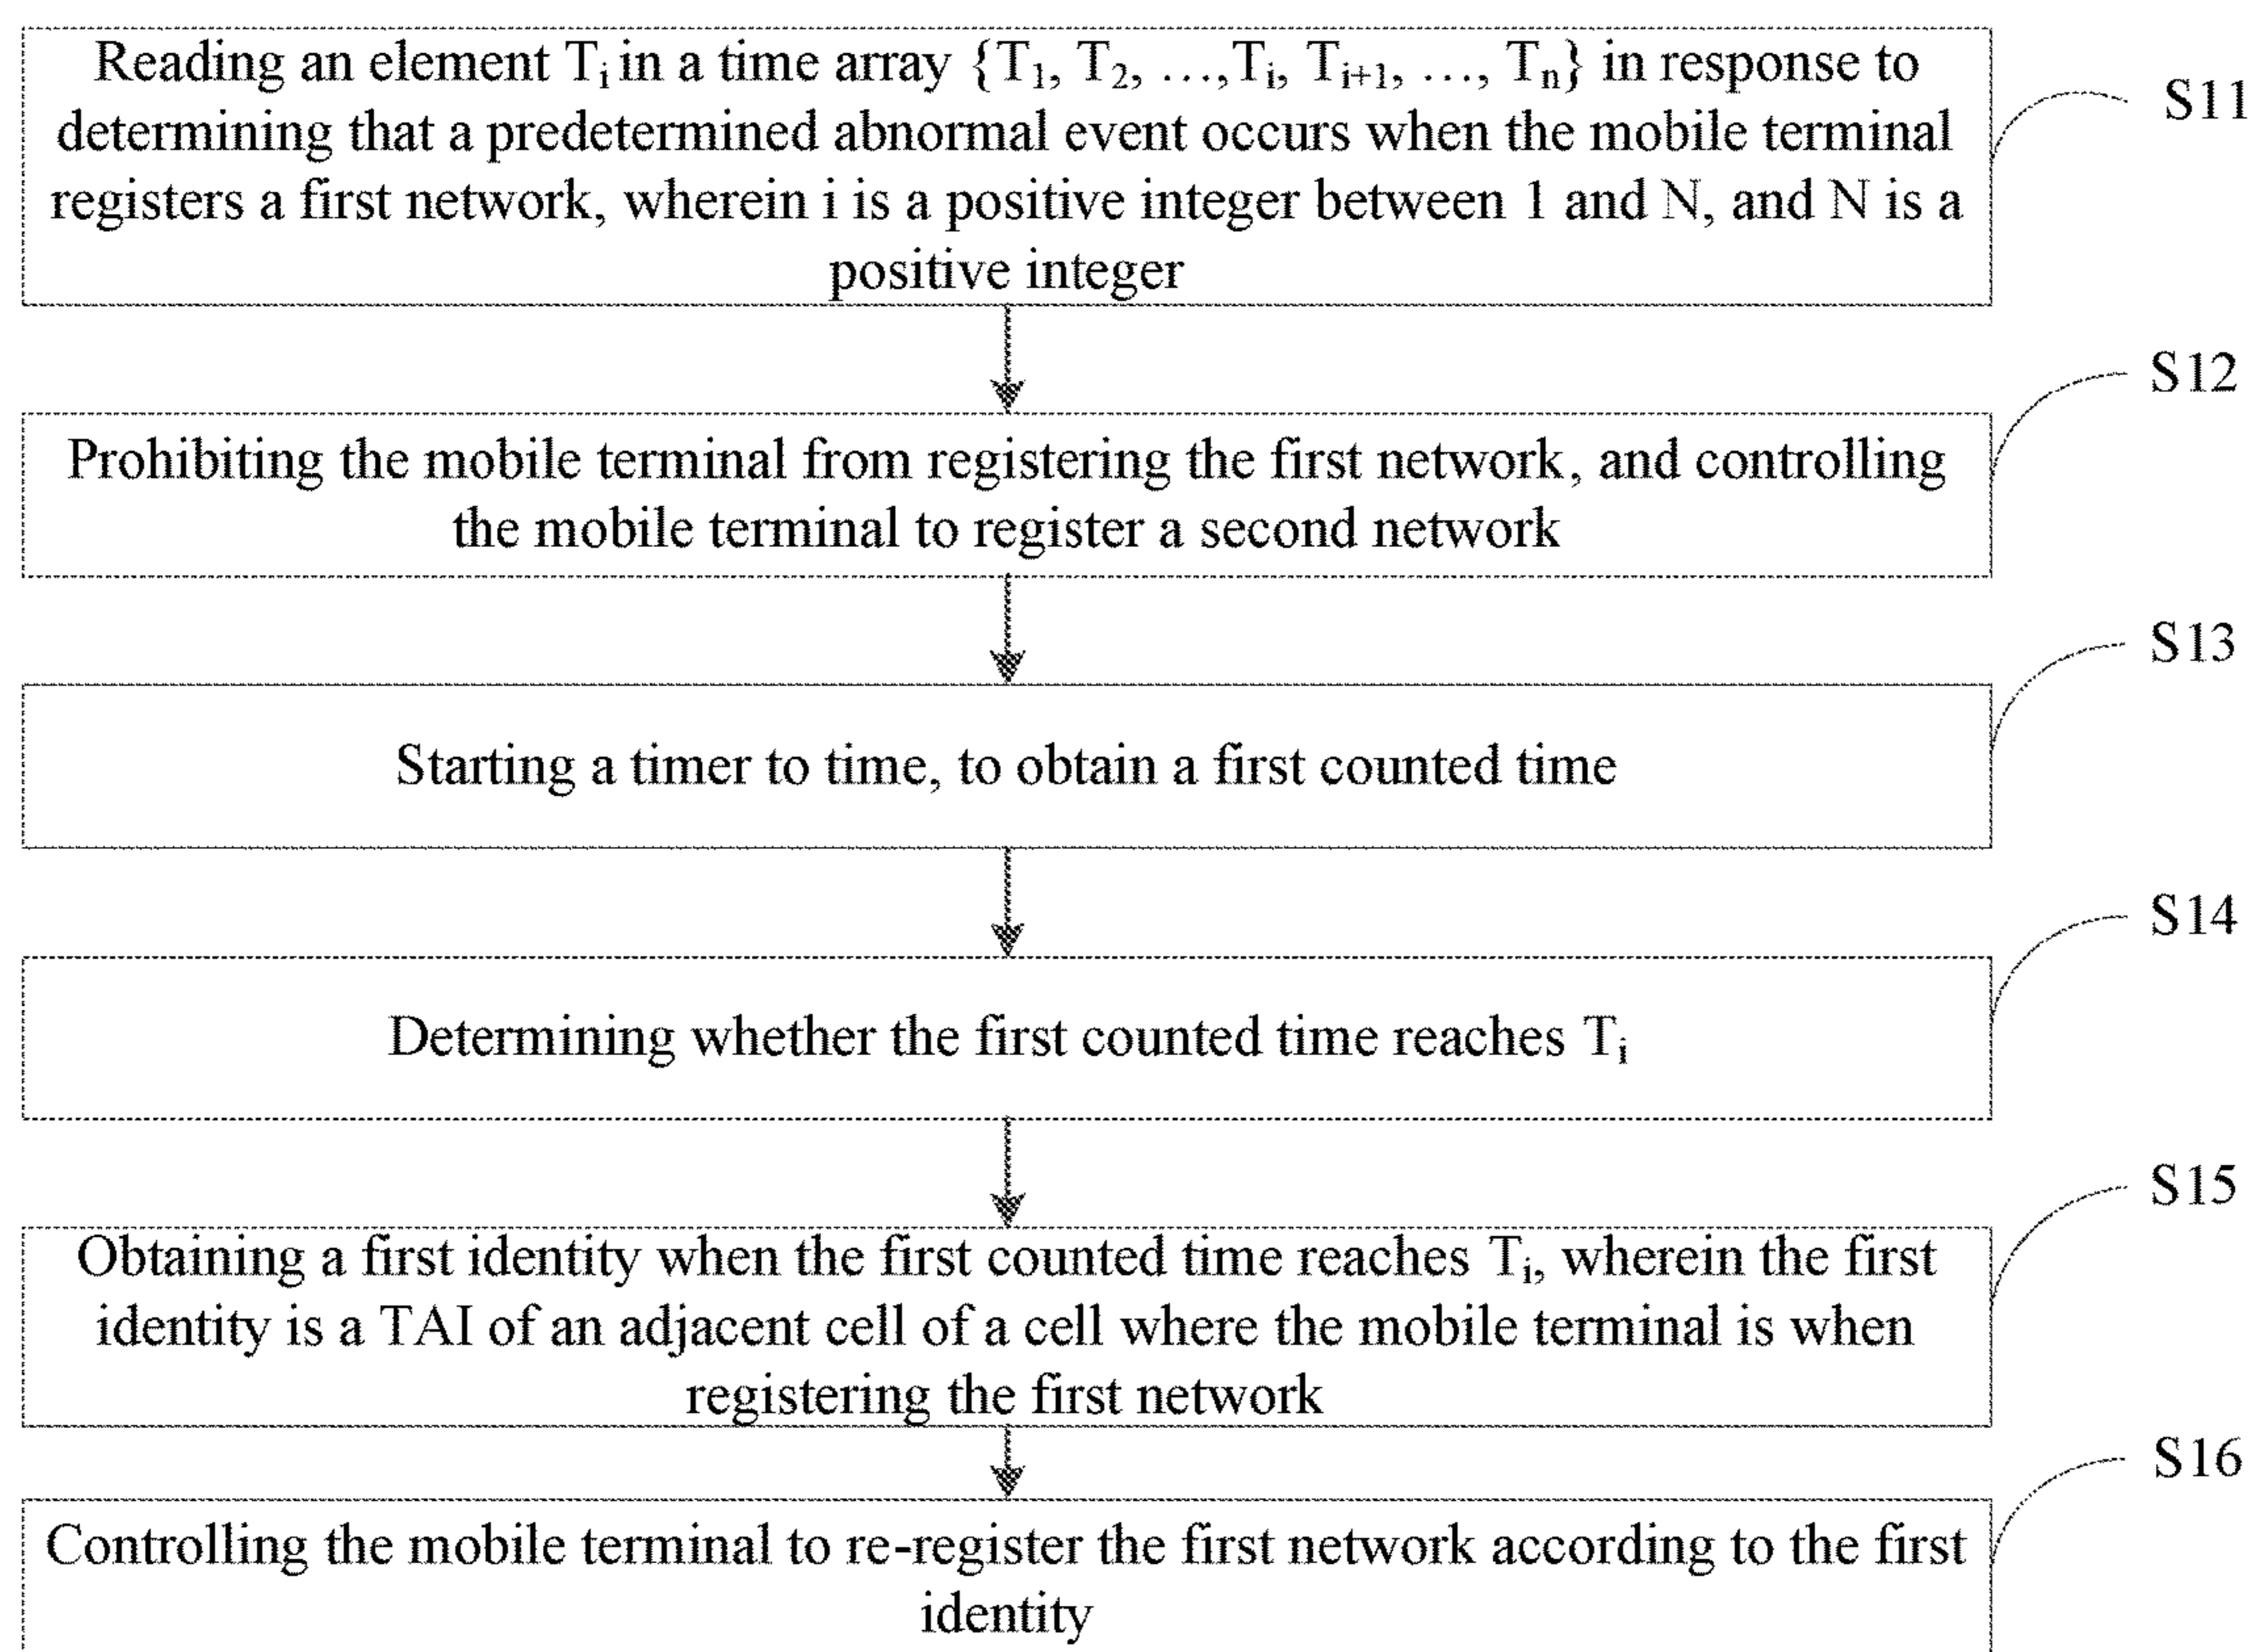 Reading an element Ti in a time array {T1, T2, ...,Ti, Ti+1, ..., Tn} in response to
determining that a predetermined abnormal event occurs when the mobile terminal
registers a first network, wherein i is a positive integer between 1 and N, and N is a
positive integer
S11
Prohibiting the mobile terminal from registering the first network, and controlling
the mobile terminal to register a second network
S12
Starting a timer to time, to obtain a first counted time
S13
Determining whether the first counted time reaches Ti
S14
Obtaining a first identity when the first counted time reaches Ti, wherein the first
identity is a TAI of an adjacent cell of a cell where the mobile terminal is when
registering the first network
S15
Controlling the mobile terminal to re-register the first network according to the first
identity
S16